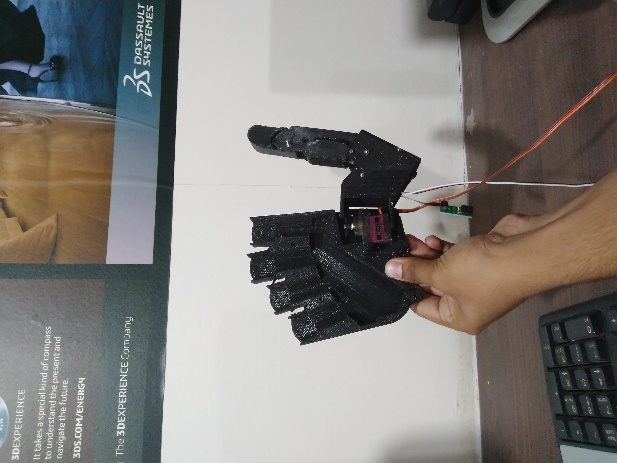 DASSAULT
SYSTEMES
3DEXPERIENCE
It takes a special kind of compass
to understand the present and
navigate the future.
3DS.COM/ENERGY
The 3DEXPERIENCE Company